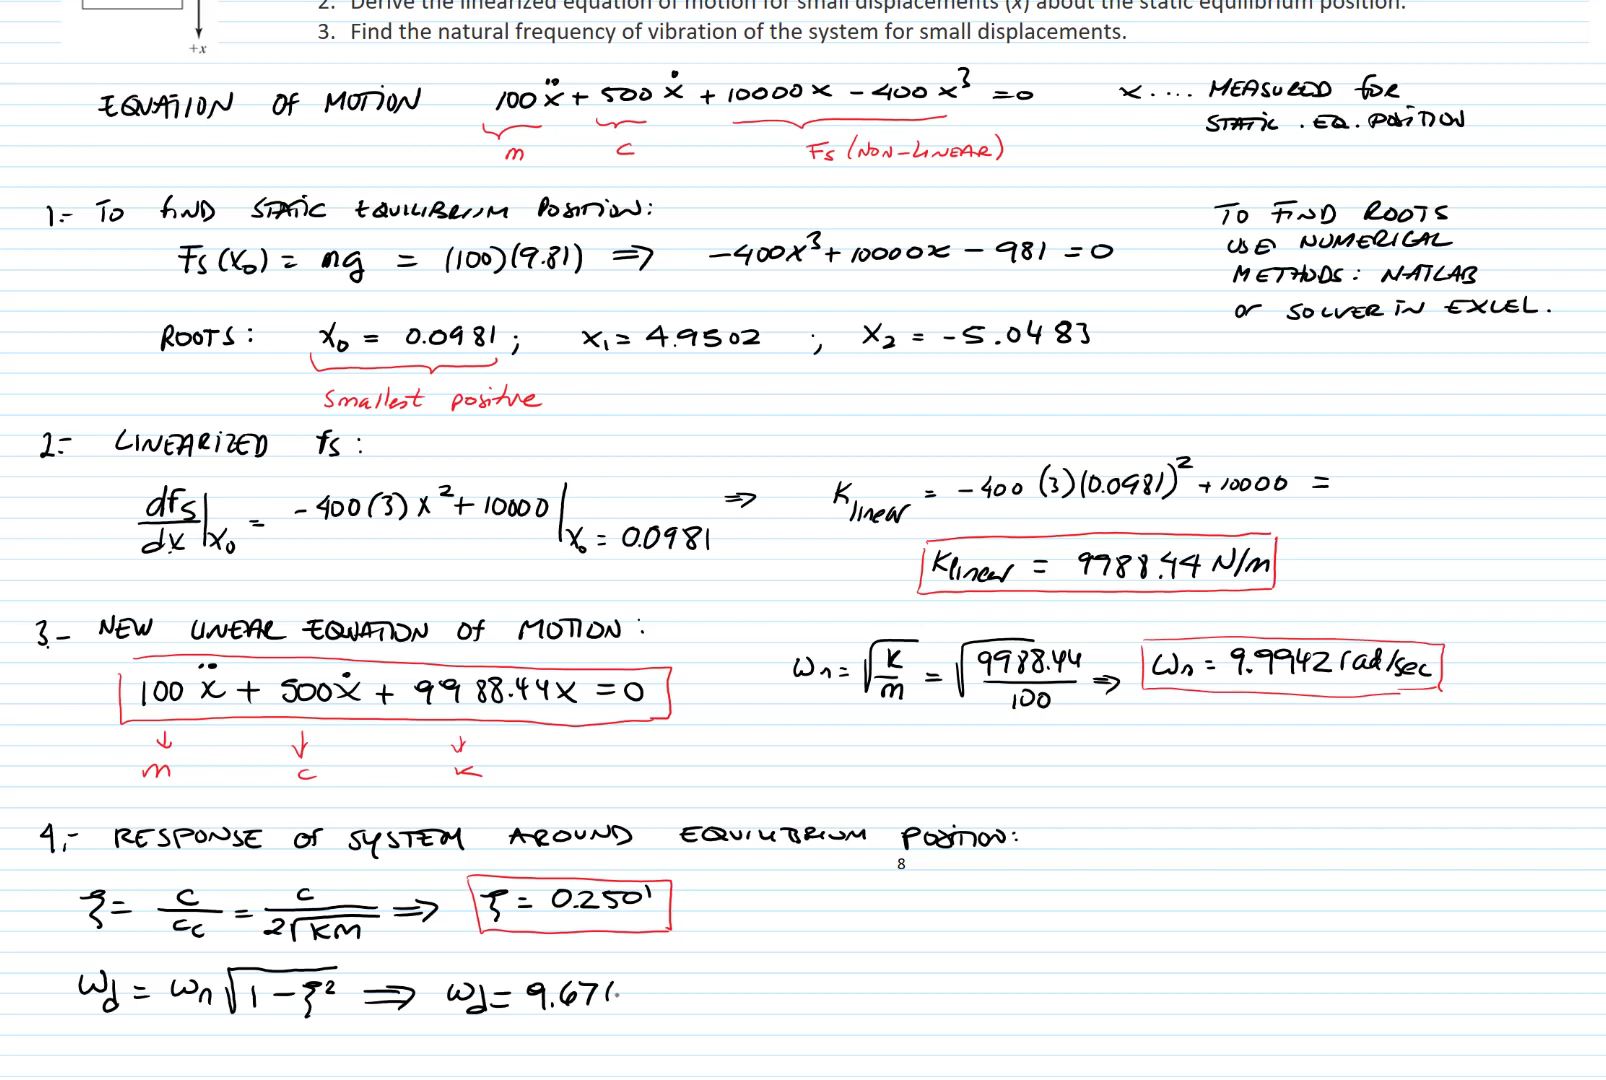 2. Derive the linearized equation of motion for small displacements (x) about the static equilibrium position.
3. Find the natural frequency of vibration of the system for small displacements.
+x
EQUATION OF MOTION 100ẍ + 500ẋ + 10000x - 400x³ = 0 x.... MEASURED for
STATIC . EQ. POSITION
m c Fs (NON-LINEAR)
1.- TO FIND STATIC EQUILIBRIUM POSITION:
Fs(x₀) = mg = (100)(9.81) ⇒ -400x³ + 10000x - 981 = 0
TO FIND ROOTS
USE NUMERICAL
METHODS: MATLAB
or SOLVER IN EXCEL.
ROOTS: x₀ = 0.0981; x₁ = 4.9502 ; x₂ = -5.0483
Smallest positive
2.- LINEARIZED fs:
dfs/dx |x₀ = -400(3)x² + 10000 |x₀ = 0.0981 ⇒ K linear = -400(3)(0.0981)² + 10000 =
Klinear = 9988.44 N/m
3.- NEW LINEAR EQUATION OF MOTION:
100ẍ + 500ẋ + 9988.44x = 0
ωn = √(K/m) = √(9988.44/100) ⇒ ωn = 9.9942 rad/sec
m c k
4.- RESPONSE OF SYSTEM AROUND EQUILIBRIUM POSITION:
8
ξ = c/cc = c/2√KM ⇒ ξ = 0.2501
ωd = ωn √1-ξ² ⇒ ωd = 9.676